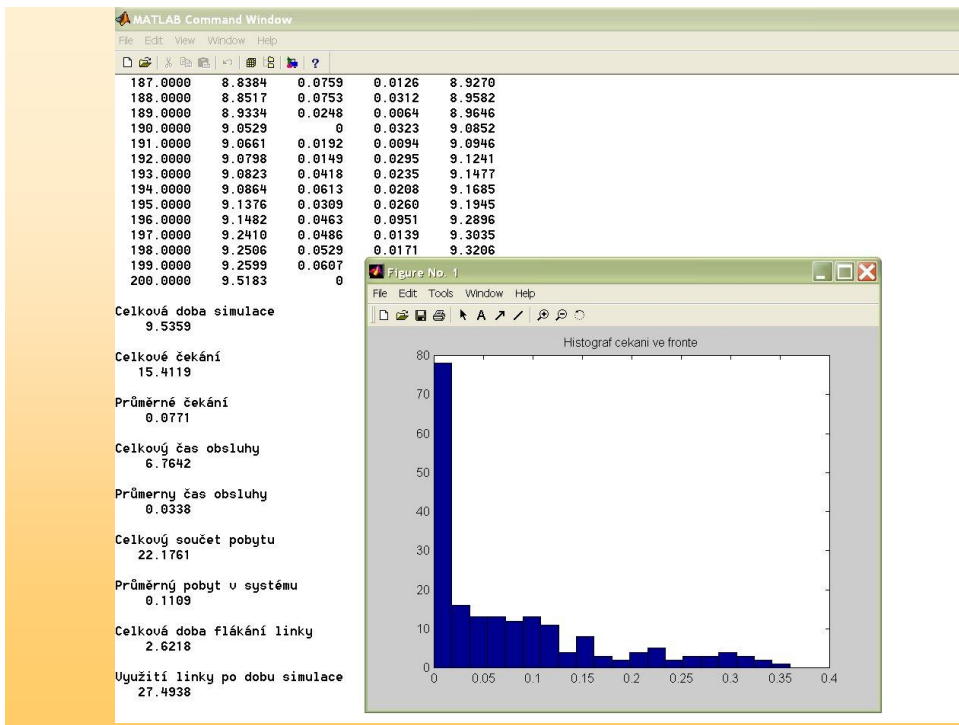 MATLAB Command Window
File Edit View Window Help
187.0000 8.8384 0.0759 0.0126 8.9270
188.0000 8.8517 0.0753 0.0312 8.9582
189.0000 8.9334 0.0248 0.0064 8.9646
190.0000 9.0529 0 0.0323 9.0852
191.0000 9.0661 0.0192 0.0094 9.0946
192.0000 9.0798 0.0149 0.0295 9.1241
193.0000 9.0823 0.0418 0.0235 9.1477
194.0000 9.0864 0.0613 0.0208 9.1685
195.0000 9.1376 0.0309 0.0260 9.1945
196.0000 9.1482 0.0463 0.0951 9.2896
197.0000 9.2410 0.0486 0.0139 9.3035
198.0000 9.2506 0.0529 0.0171 9.3206
199.0000 9.2599 0.0607
200.0000 9.5183 0
Celková doba simulace
9.5359
Celkové čekání
15.4119
Průměrné čekání
0.0771
Celkový čas obsluhy
6.7642
Průmerny čas obsluhy
0.0338
Celkový součet pobytu
22.1761
Průměrný pobyt v systému
0.1109
Celková doba flákání linky
2.6218
Využití linky po dobu simulace
27.4938
Figure No. 1
File Edit Tools Window Help
Histograf cekani ve fronte
80
70
60
50
40
30
20
10
0
0 0.05 0.1 0.15 0.2 0.25 0.3 0.35 0.4